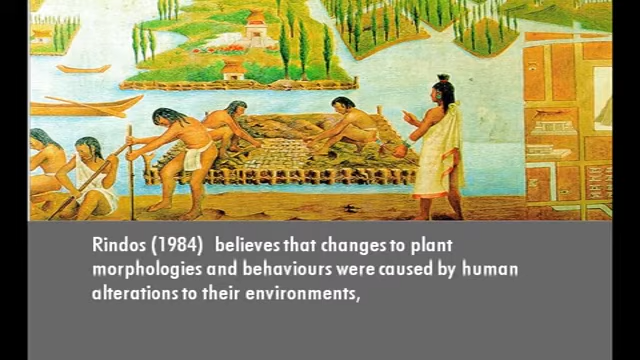 Rindos (1984) believes that changes to plant
morphologies and behaviours were caused by human
alterations to their environments,